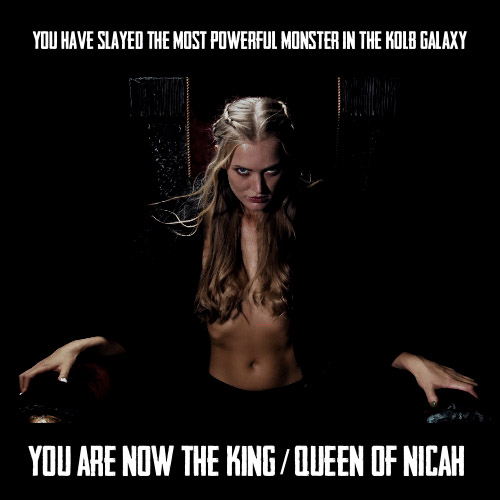 YOU HAVE SLAYED THE MOST POWERFUL MONSTER IN THE KOLB GALAXY
YOU ARE NOW THE KING / QUEEN OF NICAH